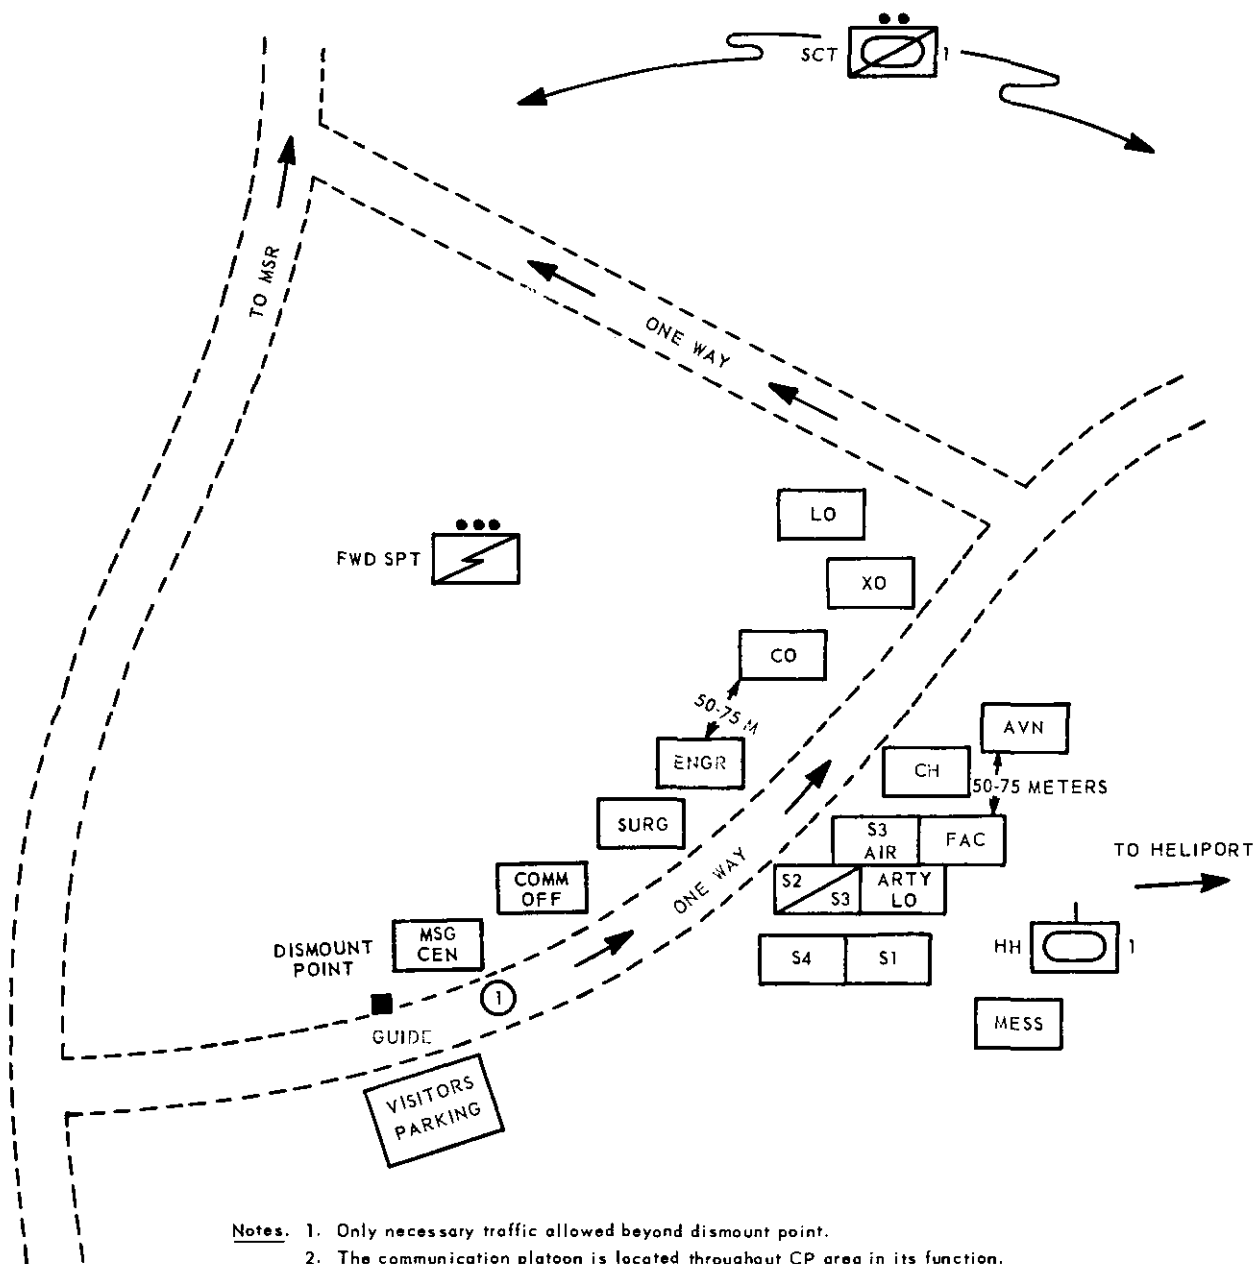 SCT
1
TO MSR
ONE WAY
LO
FWD SPT
XO
CO
50-75 M
AVN
ENGR
CH
50-75 METERS
SURG
S3
AIR
FAC
TO HELIPORT
ONE WAY
COMM
OFF
S2
S3
ARTY
LO
MSG
CEN
DISMOUNT
POINT
HH
1
S4
S1
1
GUIDE
MESS
VISITORS
PARKING
Notes. 1. Only necessary traffic allowed beyond dismount point.
2. The communication platoon is located throughout CP area in its function.